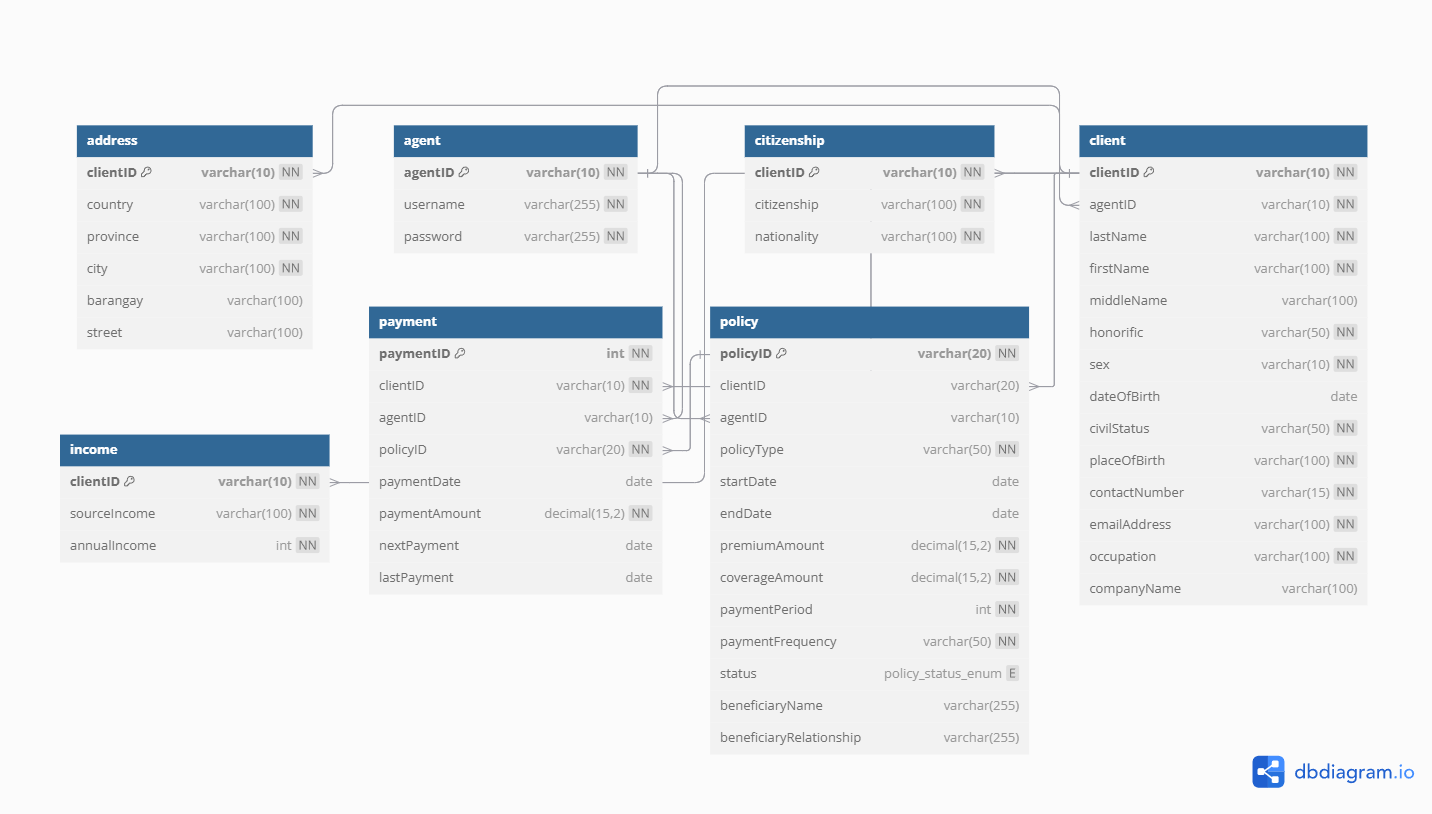 address
clientID varchar(10) NN
country varchar(100) NN
province varchar(100) NN
city varchar(100) NN
barangay varchar(100)
street varchar(100)
agent
agentID varchar(10) NN
username varchar(255) NN
password varchar(255) NN
citizenship
clientID varchar(10) NN
citizenship varchar(100) NN
nationality varchar(100) NN
client
clientID varchar(10) NN
agentID varchar(10) NN
lastName varchar(100) NN
firstName varchar(100) NN
middleName varchar(100)
honorific varchar(50) NN
sex varchar(10) NN
dateOfBirth date
civilStatus varchar(50) NN
placeOfBirth varchar(100) NN
contactNumber varchar(15) NN
emailAddress varchar(100) NN
occupation varchar(100) NN
companyName varchar(100)
payment
paymentID int NN
clientID varchar(10) NN
agentID varchar(10)
policyID varchar(20) NN
paymentDate date
paymentAmount decimal(15,2) NN
nextPayment date
lastPayment date
policy
policyID varchar(20) NN
clientID varchar(20)
agentID varchar(10)
policyType varchar(50) NN
startDate date
endDate date
premiumAmount decimal(15,2) NN
coverageAmount decimal(15,2) NN
paymentPeriod int NN
paymentFrequency varchar(50) NN
status policy_status_enum E
beneficiaryName varchar(255)
beneficiaryRelationship varchar(255)
income
clientID varchar(10) NN
sourceIncome varchar(100) NN
annualIncome int NN
dbdiagram.io